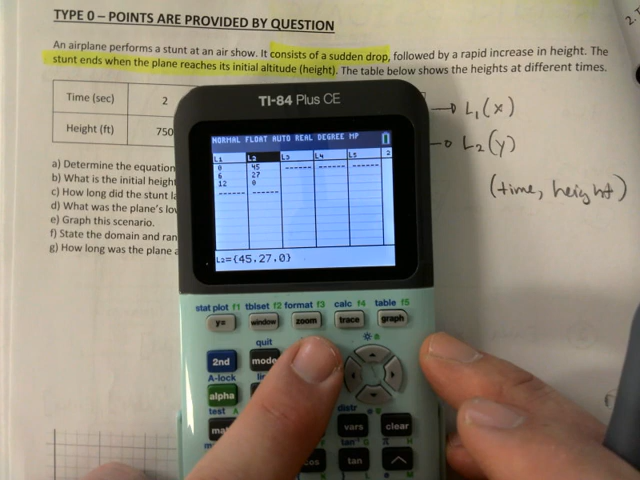 TYPE 0 – POINTS ARE PROVIDED BY QUESTION
An airplane performs a stunt at an air show. It consists of a sudden drop, followed by a rapid increase in height. The
stunt ends when the plane reaches its initial altitude (height). The table below shows the heights at different times.
Time (sec) 2
→ L₁(x)
Height (ft) 750
→ L₂(y)
(time, height)
a) Determine the equation
b) What was the initial height
c) How long did the stunt
d) What was the plane's
e) Graph this scenario.
f) State the domain and
g) How long was the plane
TI-84 Plus CE
NORMAL FLOAT AUTO REAL DEGREE MP
L1 L2 L3 L4 L5 2
0 45
6 27
12 0
L2={45,27,0}
stat plot f1 tblset f2 format f3 calc f4 table f5
y= window zoom trace graph
quit
2nd mode
A-lock
alpha
test A distr
vars clear
tan⁻¹ G π H
cos tan ^